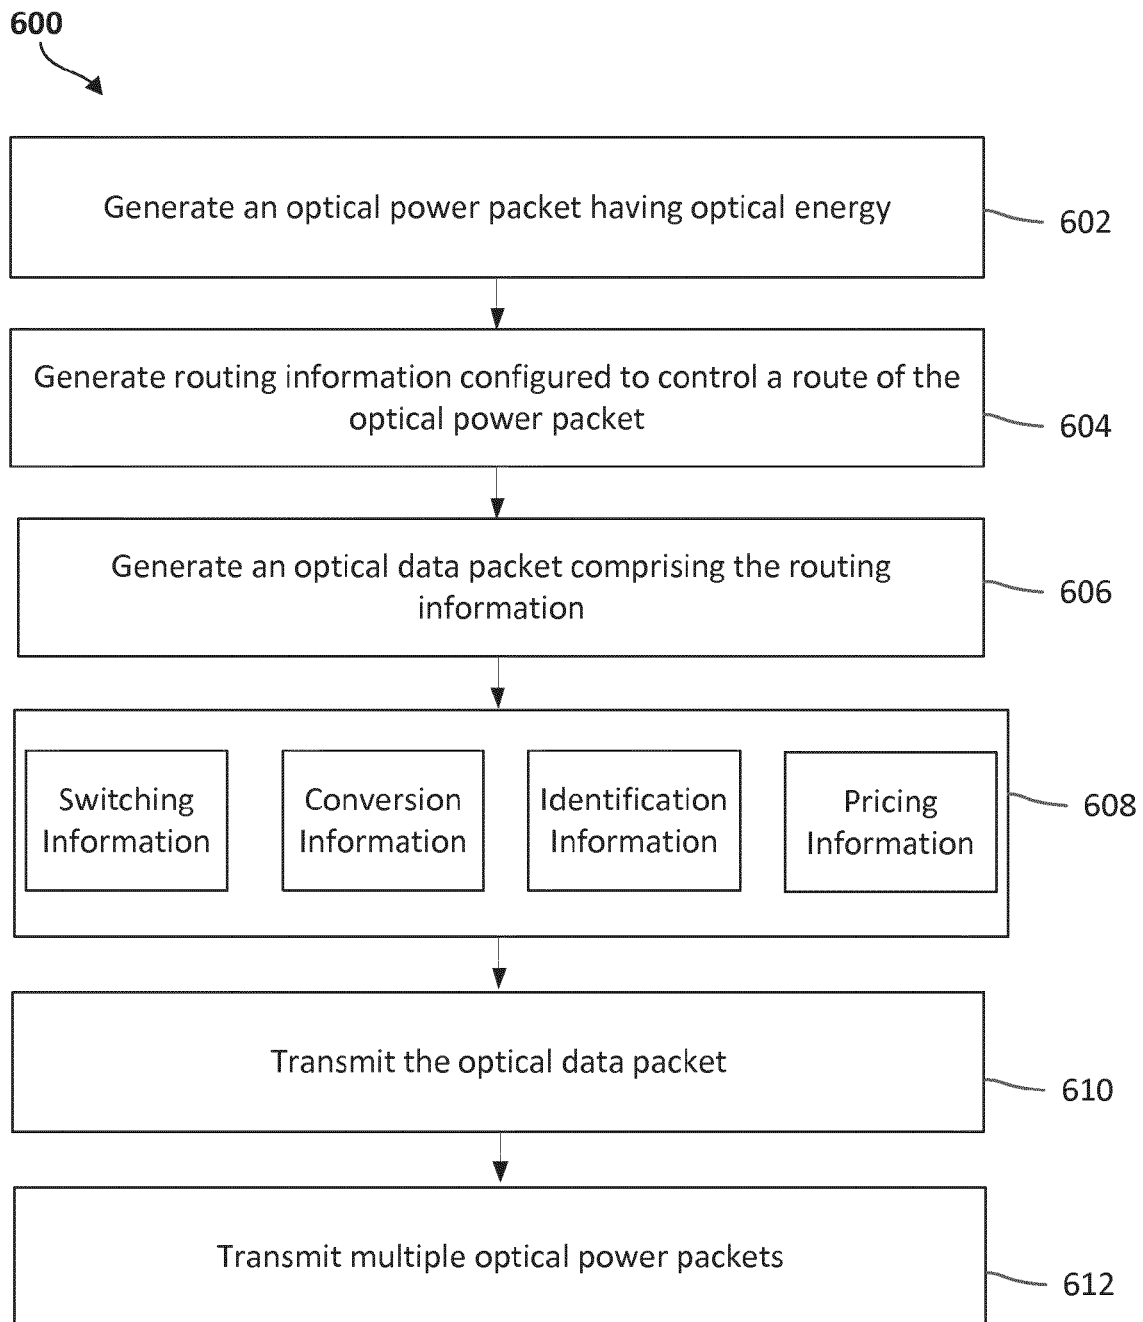 600
Generate an optical power packet having optical energy
602
Generate routing information configured to control a route of the
optical power packet
604
Generate an optical data packet comprising the routing
information
606
Switching
Information
Conversion
Information
Identification
Information
Pricing
Information
608
Transmit the optical data packet
610
Transmit multiple optical power packets
612